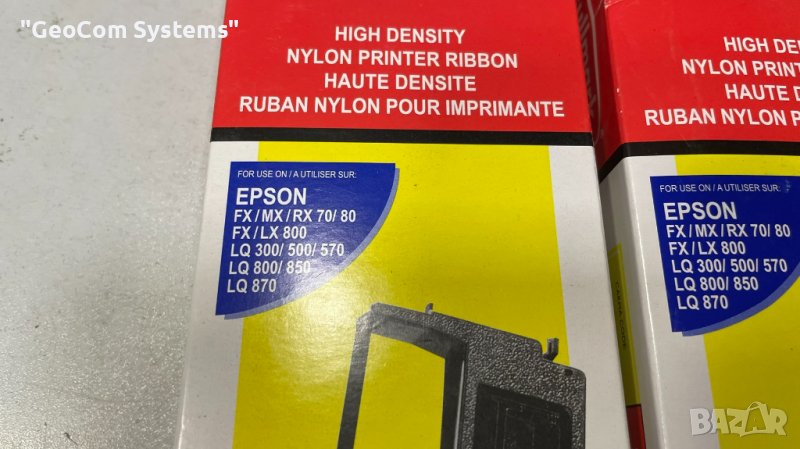 "GeoCom Systems"
HIGH DENSITY
NYLON PRINTER RIBBON
HAUTE DENSITE
RUBAN NYLON POUR IMPRIMANTE
FOR USE ON / A UTILISER SUR:
EPSON
FX / MX / RX 70/ 80
FX / LX 800
LQ 300/ 500/ 570
LQ 800/ 850
LQ 870
HIGH DE
NYLON PRINT
HAUTE D
RUBAN NYLON P
FOR USE ON / A UTILISER SUR:
EPSON
FX / MX / RX 70/ 80
FX / LX 800
LQ 300/ 500/ 570
LQ 800/ 850
LQ 870
BAZAR